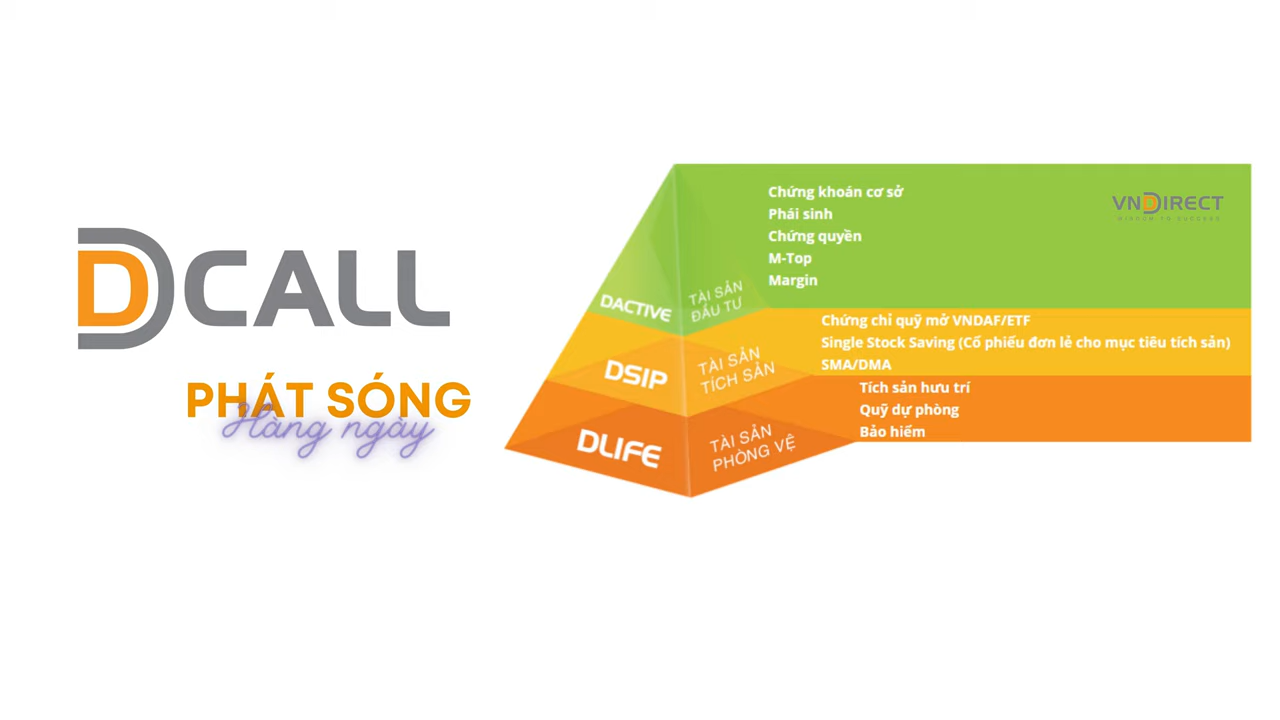 DCALL
PHÁT SÓNG
Hàng ngày
VNDIRECT
WISDOM TO SUCCESS
Chứng khoán cơ sở
Phái sinh
Chứng quyền
M-Top
Margin
DACTIVE
TÀI SẢN
ĐẦU TƯ
Chứng chỉ quỹ mở VNDAF/ETF
Single Stock Saving (Cổ phiếu đơn lẻ cho mục tiêu tích sản)
SMA/DMA
DSIP
TÀI SẢN
TÍCH SẢN
Tích sản hưu trí
Quỹ dự phòng
Bảo hiểm
DLIFE
TÀI SẢN
PHÒNG VỆ